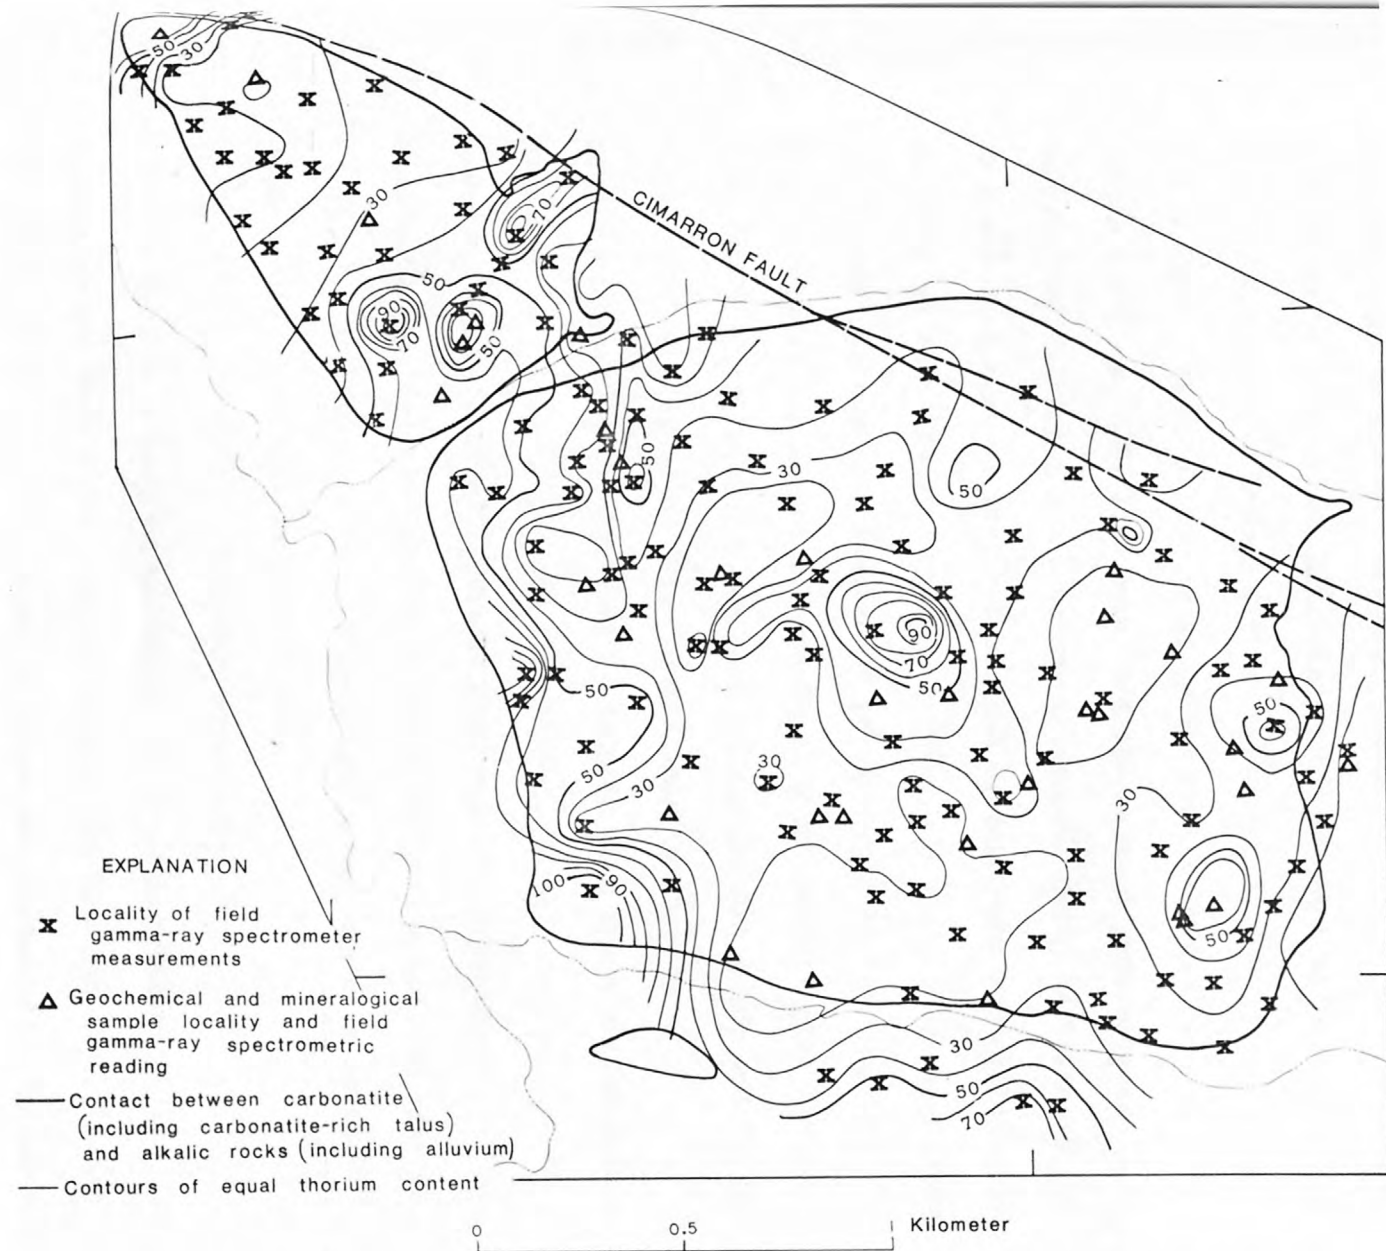 50
30
30
70
CIMARRON FAULT
50
90
70
50
50
30
50
90
70
50
50
50
50
30
30
30
100
90
50
30
50
70
EXPLANATION
Locality of field
gamma-ray spectrometer
measurements
Geochemical and mineralogical
sample locality and field
gamma-ray spectrometric
reading
Contact between carbonatite
(including carbonatite-rich talus)
and alkalic rocks (including alluvium)
Contours of equal thorium content
0 0.5 1 Kilometer